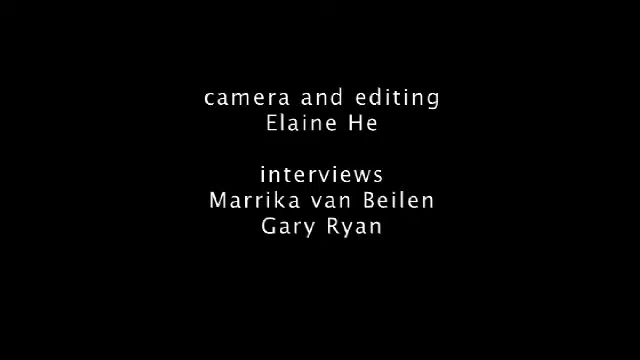 camera and editing
Elaine He
interviews
Marrika van Beilen
Gary Ryan